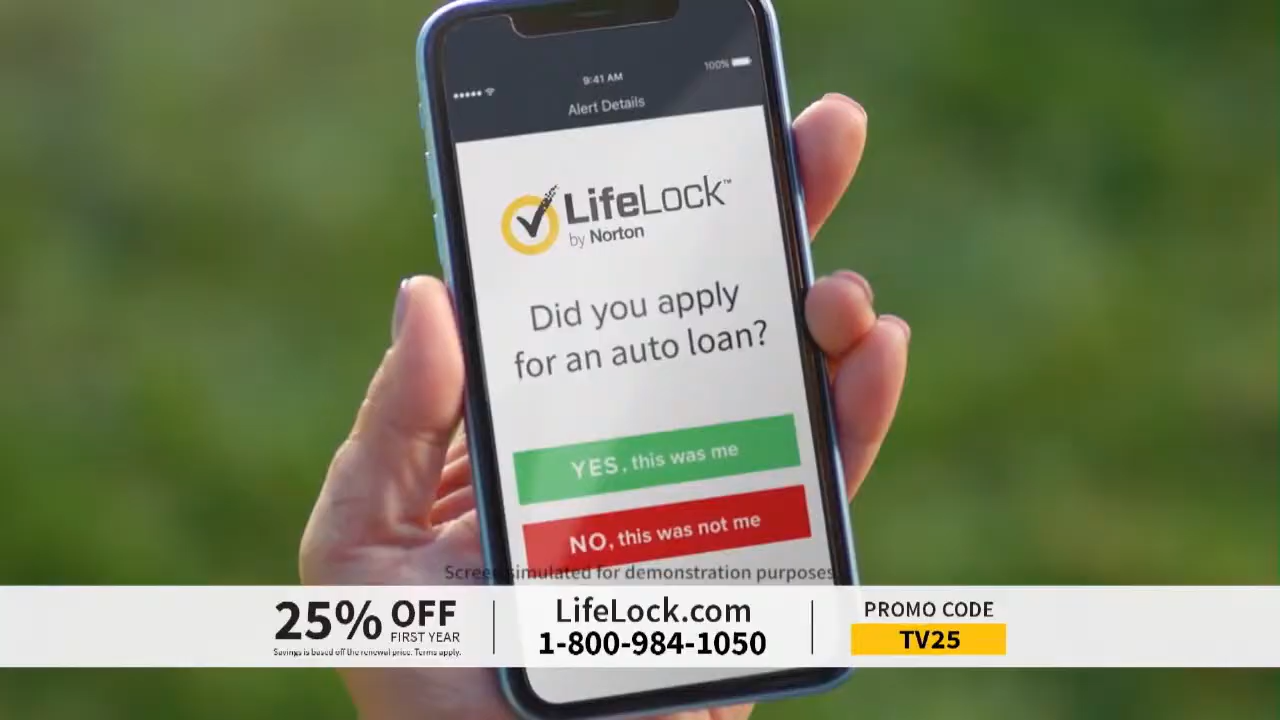 9:41 AM
100%
Alert Details
LifeLock™
by Norton
Did you apply
for an auto loan?
YES, this was me
NO, this was not me
Screen simulated for demonstration purposes
25% OFF
FIRST YEAR
Savings is based off the renewal price. Terms apply.
LifeLock.com
1-800-984-1050
PROMO CODE
TV25